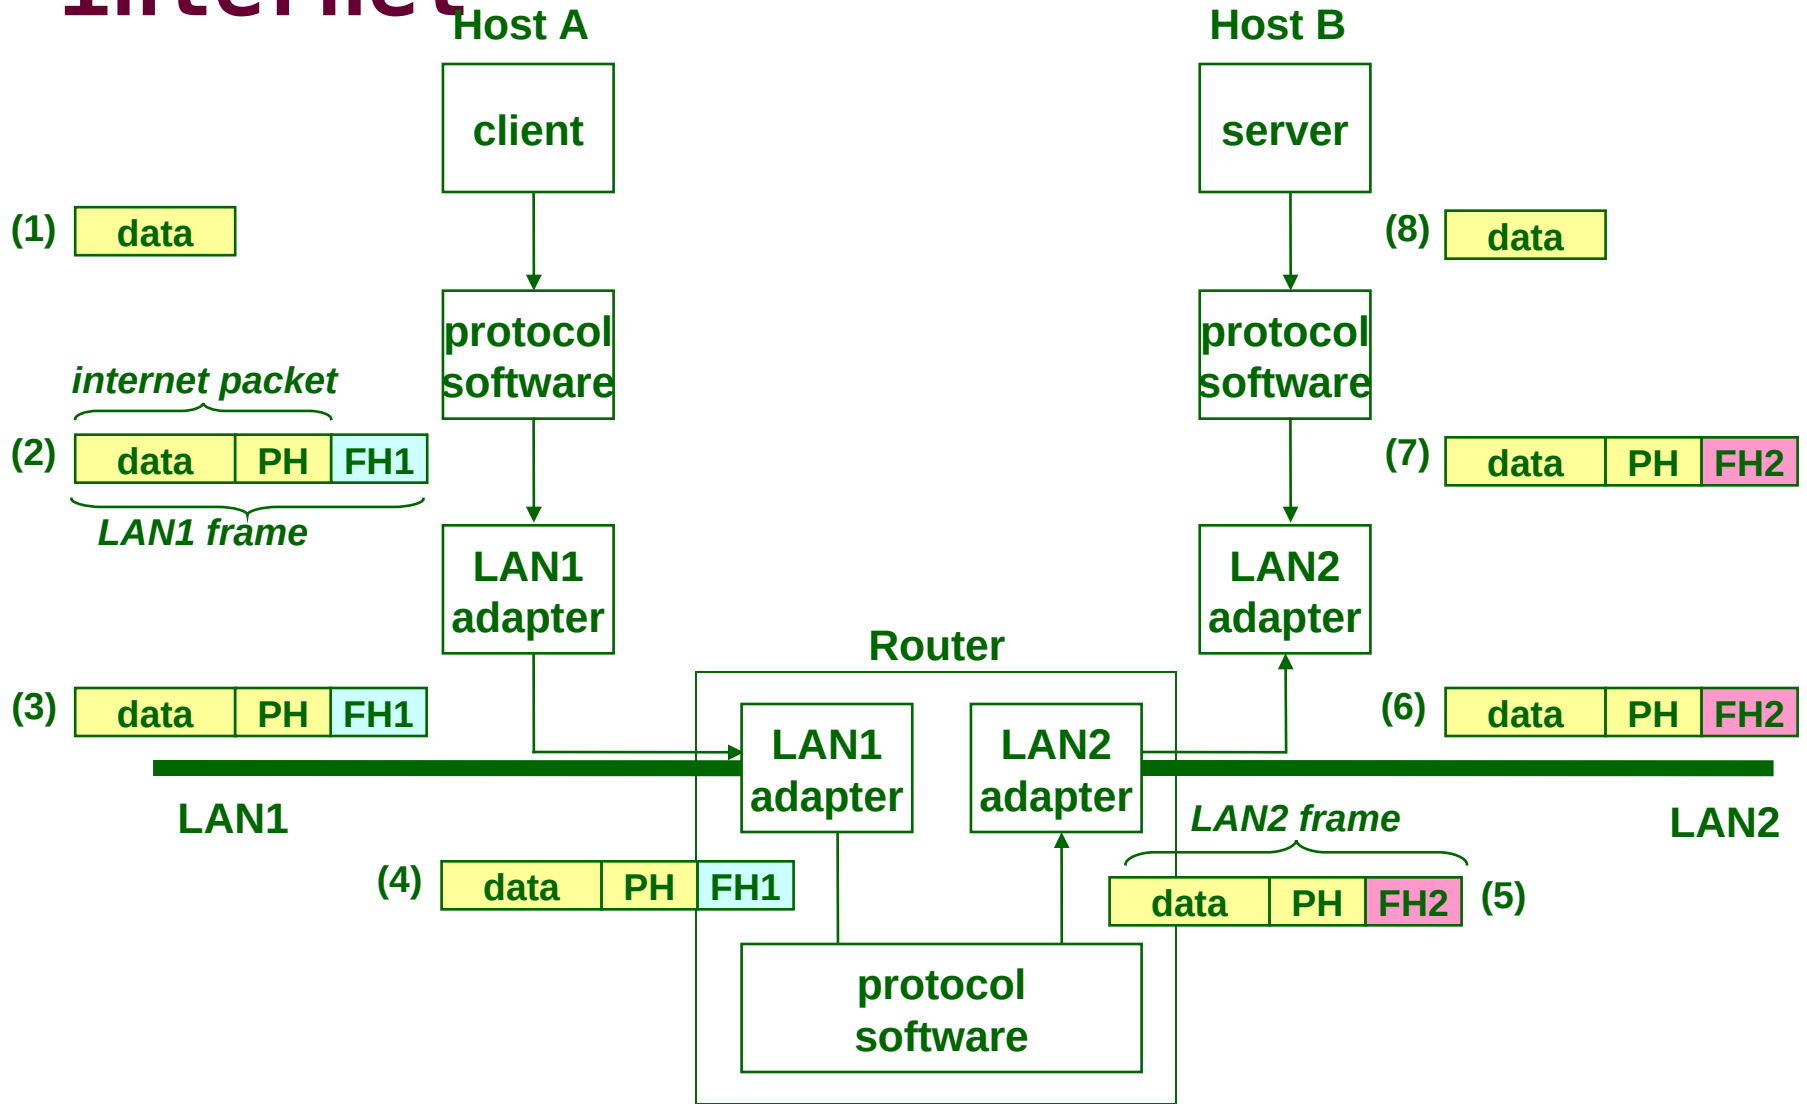 internet
Host A
Host B
client
server
(1) data
(8) data
protocol
software
protocol
software
internet packet
(2) data PH FH1
LAN1 frame
(7) data PH FH2
LAN1
adapter
LAN2
adapter
Router
(3) data PH FH1
(6) data PH FH2
LAN1
adapter
LAN2
adapter
LAN1
LAN2 frame
LAN2
(4) data PH FH1
data PH FH2 (5)
protocol
software